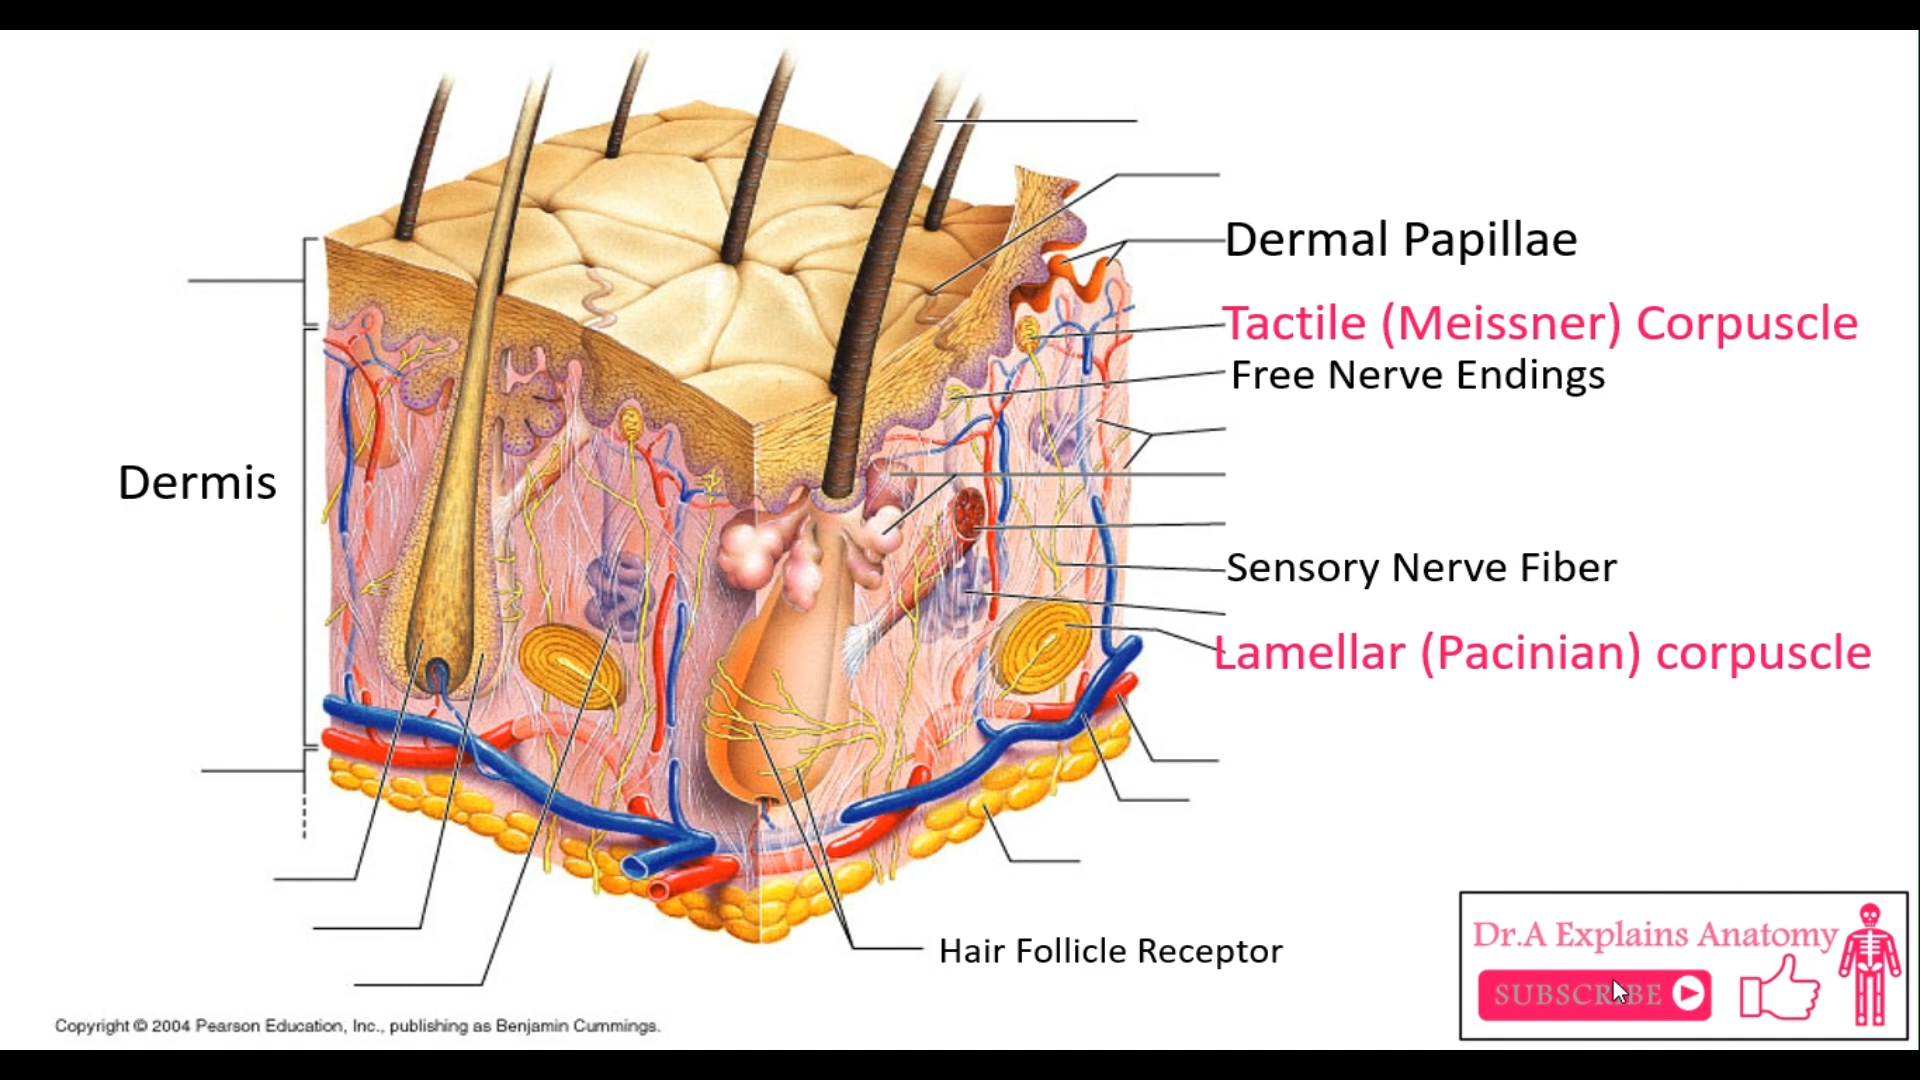 Dermal Papillae
Tactile (Meissner) Corpuscle
Free Nerve Endings
Dermis
Sensory Nerve Fiber
Lamellar (Pacinian) corpuscle
Hair Follicle Receptor
Dr.A Explains Anatomy
SUBSCRIBE
Copyright © 2004 Pearson Education, Inc., publishing as Benjamin Cummings.